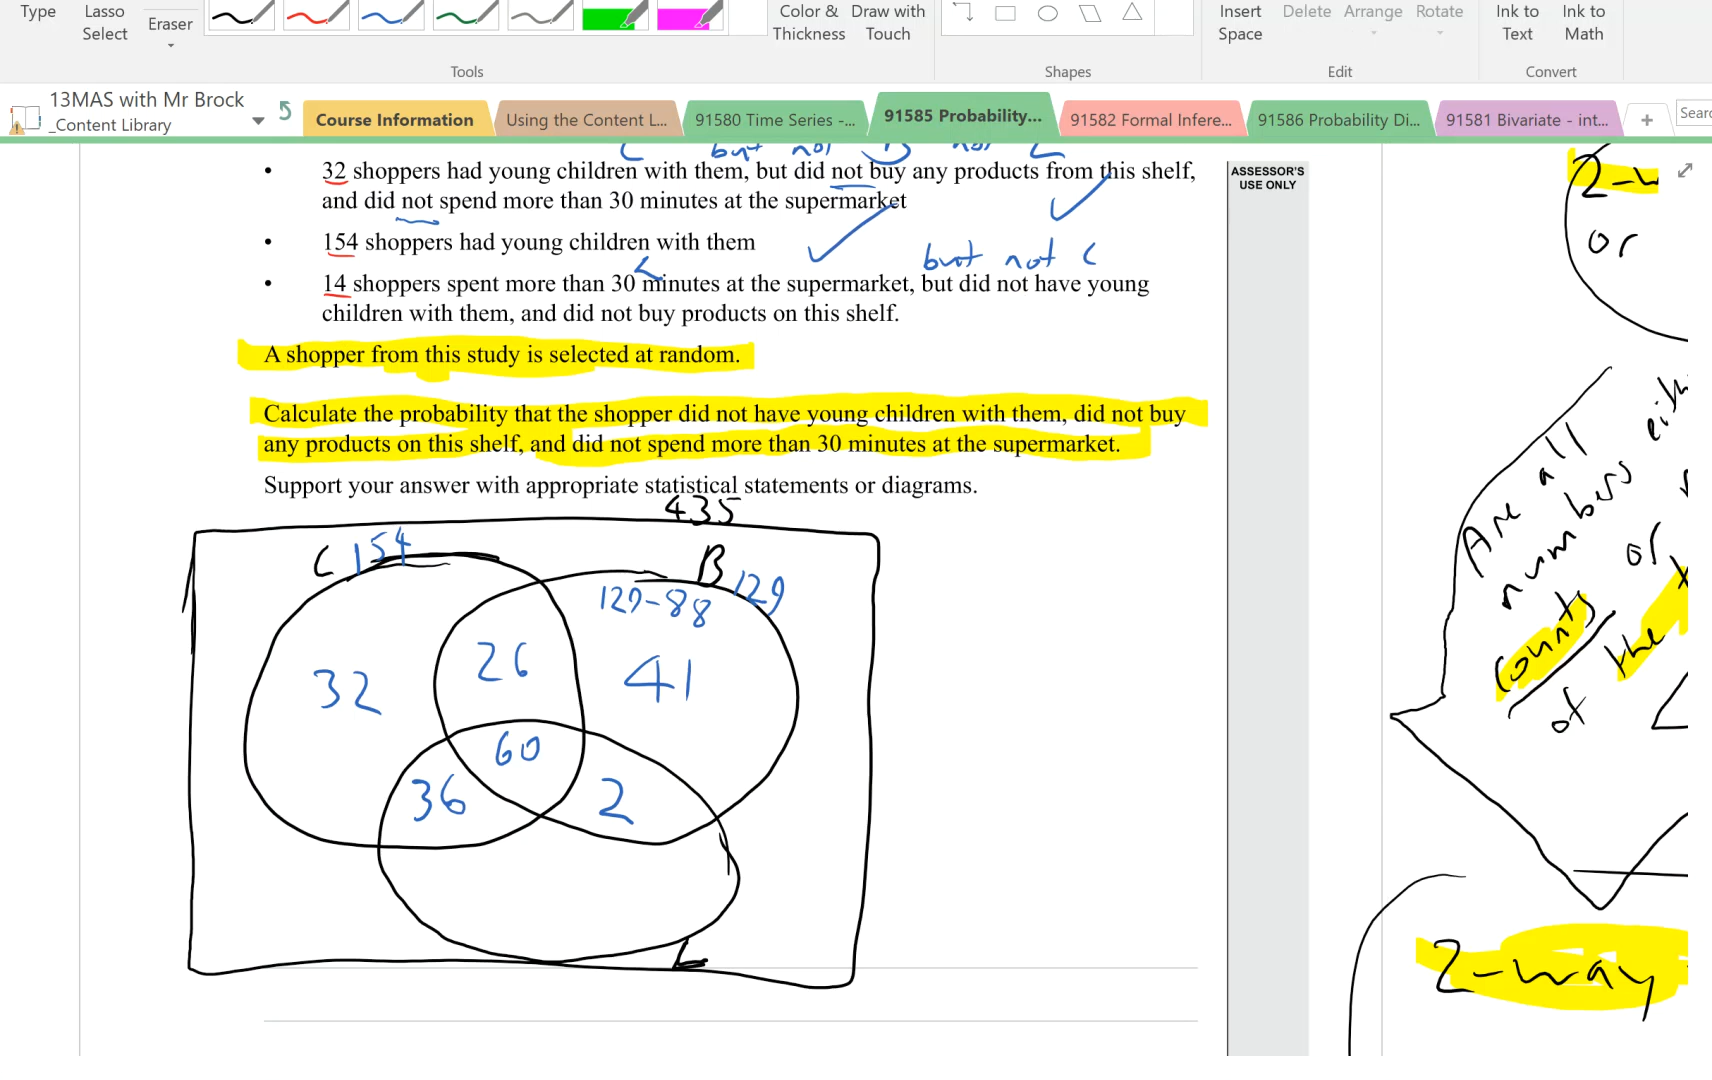 Type
Lasso
Select
Eraser
Color &
Thickness
Draw with
Touch
Insert
Space
Delete
Arrange
Rotate
Ink to
Text
Ink to
Math
Tools
Shapes
Edit
Convert
13MAS with Mr Brock
_Content Library
Course Information
Using the Content L...
91580 Time Series -...
91585 Probability...
91582 Formal Infere...
91586 Probability Di...
91581 Bivariate - int...
+
Sear
C but not B nor L
• 32 shoppers had young children with them, but did not buy any products from this shelf,
and did not spend more than 30 minutes at the supermarket
• 154 shoppers had young children with them
but not C
L
• 14 shoppers spent more than 30 minutes at the supermarket, but did not have young
children with them, and did not buy products on this shelf.
A shopper from this study is selected at random.
Calculate the probability that the shopper did not have young children with them, did not buy
any products on this shelf, and did not spend more than 30 minutes at the supermarket.
Support your answer with appropriate statistical statements or diagrams.
435
C 154
B 129
129-88
32
26
41
60
36
2
L
ASSESSOR'S
USE ONLY
2-w
or
Are all
numbers
counts
or
of the
2-way